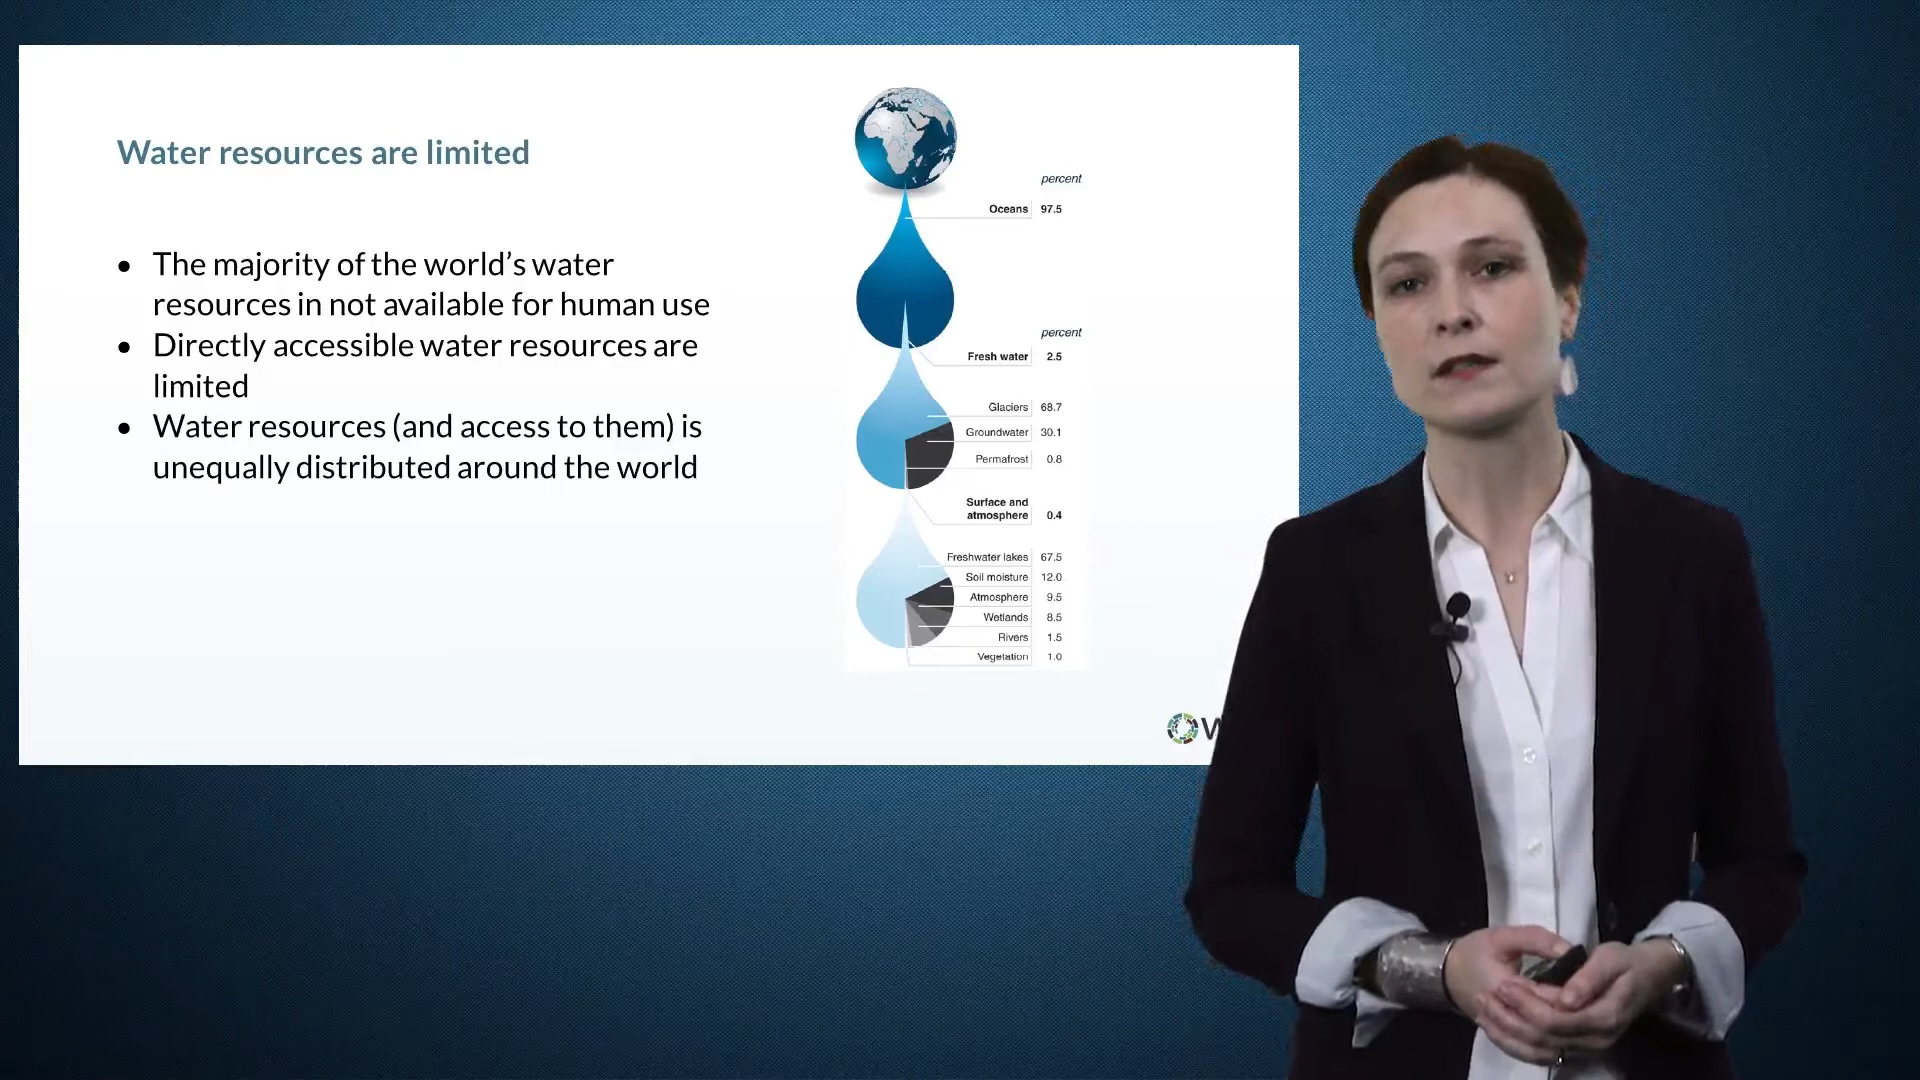 Water resources are limited
• The majority of the world’s water
resources in not available for human use
• Directly accessible water resources are
limited
• Water resources (and access to them) is
unequally distributed around the world
percent
Oceans 97.5
percent
Fresh water 2.5
Glaciers 68.7
Groundwater 30.1
Permafrost 0.8
Surface and
atmosphere 0.4
Freshwater lakes 67.5
Soil moisture 12.0
Atmosphere 9.5
Wetlands 8.5
Rivers 1.5
Vegetation 1.0